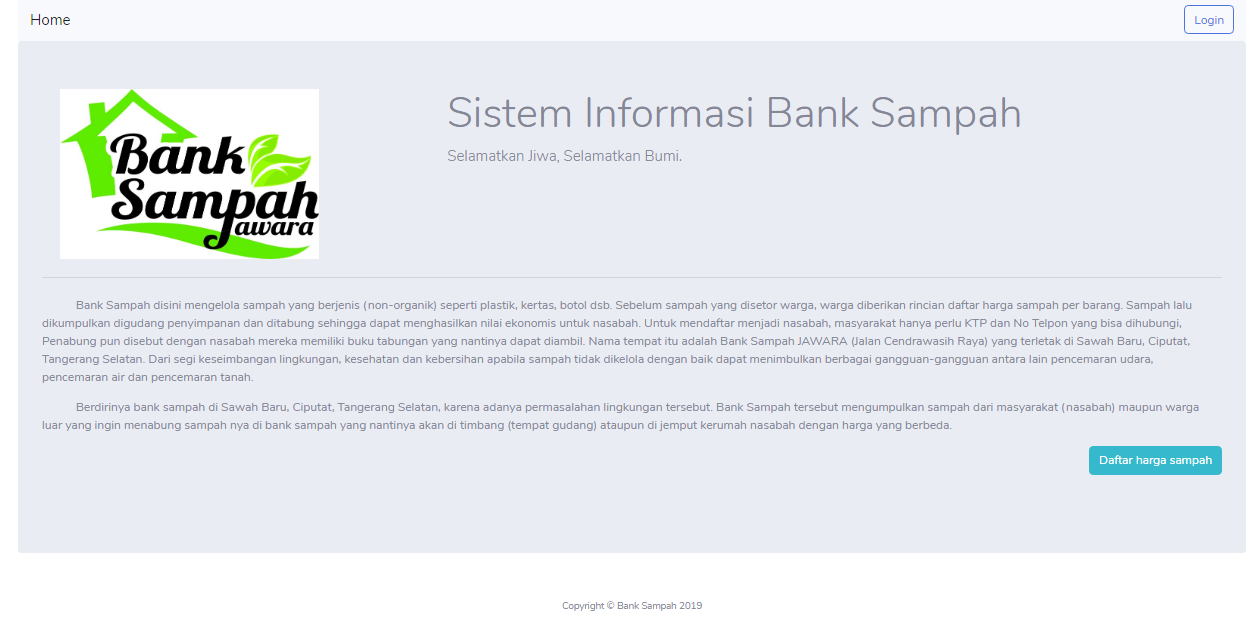 Home
Login
Bank
Sampah
Jawara
Sistem Informasi Bank Sampah
Selamatkan Jiwa, Selamatkan Bumi.
Bank Sampah disini mengelola sampah yang berjenis (non-organik) seperti plastik, kertas, botol dsb. Sebelum sampah yang disetor warga, warga diberikan rincian daftar harga sampah per barang. Sampah lalu
dikumpulkan digudang penyimpanan dan ditabung sehingga dapat menghasilkan nilai ekonomis untuk nasabah. Untuk mendaftar menjadi nasabah, masyarakat hanya perlu KTP dan No Telpon yang bisa dihubungi,
Penabung pun disebut dengan nasabah mereka memiliki buku tabungan yang nantinya dapat diambil. Nama tempat itu adalah Bank Sampah JAWARA (Jalan Cendrawasih Raya) yang terletak di Sawah Baru, Ciputat,
Tangerang Selatan. Dari segi keseimbangan lingkungan, kesehatan dan kebersihan apabila sampah tidak dikelola dengan baik dapat menimbulkan berbagai gangguan-gangguan antara lain pencemaran udara,
pencemaran air dan pencemaran tanah.
Berdirinya bank sampah di Sawah Baru, Ciputat, Tangerang Selatan, karena adanya permasalahan lingkungan tersebut. Bank Sampah tersebut mengumpulkan sampah dari masyarakat (nasabah) maupun warga
luar yang ingin menabung sampah nya di bank sampah yang nantinya akan di timbang (tempat gudang) ataupun di jemput kerumah nasabah dengan harga yang berbeda.
Daftar harga sampah
Copyright © Bank Sampah 2019